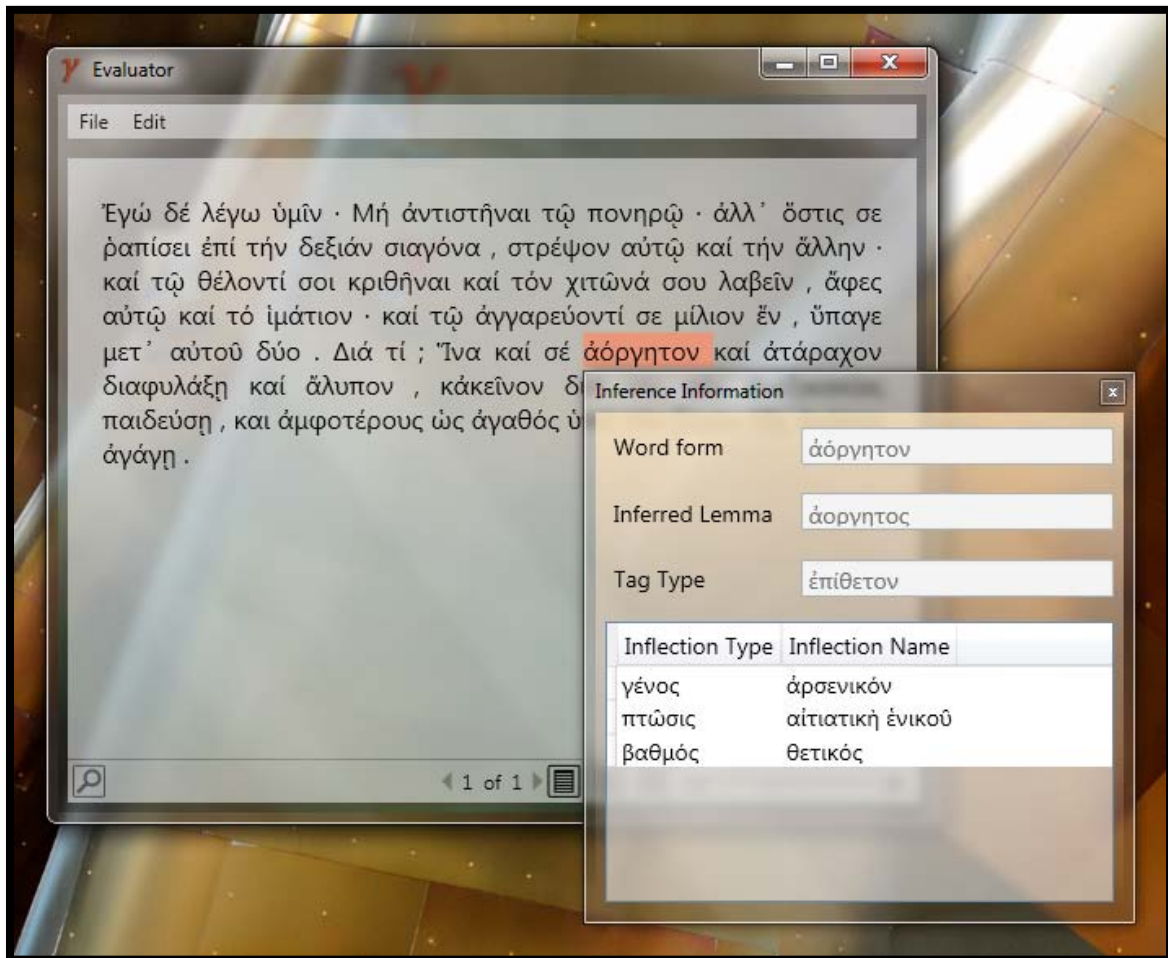 Evaluator
File Edit
Ἐγώ δέ λέγω ὑμῖν · Μή ἀντιστῆναι τῷ πονηρῷ · ἀλλ᾿ ὅστις σε
ῥαπίσει ἐπί τήν δεξιάν σιαγόνα , στρέψον αὐτῷ καί τήν ἄλλην ·
καί τῷ θέλοντί σοι κριθῆναι καί τόν χιτῶνά σου λαβεῖν , ἄφες
αὐτῷ καί τό ἱμάτιον · καί τῷ ἀγγαρεύοντί σε μίλιον ἕν , ὕπαγε
μετ᾿ αὐτοῦ δύο . Διά τί ; Ἵνα καί σέ ἀόργητον καί ἀτάραχον
διαφυλάξῃ καί ἄλυπον , κἀκεῖνον
παιδεύσῃ , και ἀμφοτέρους ὡς ἀγαθός
ἀγάγῃ .
1 of 1
Inference Information
Word form ἀόργητον
Inferred Lemma ἀοργητος
Tag Type ἐπίθετον
Inflection Type Inflection Name
γένος ἀρσενικόν
πτῶσις αἰτιατικὴ ἑνικοῦ
βαθμός θετικός